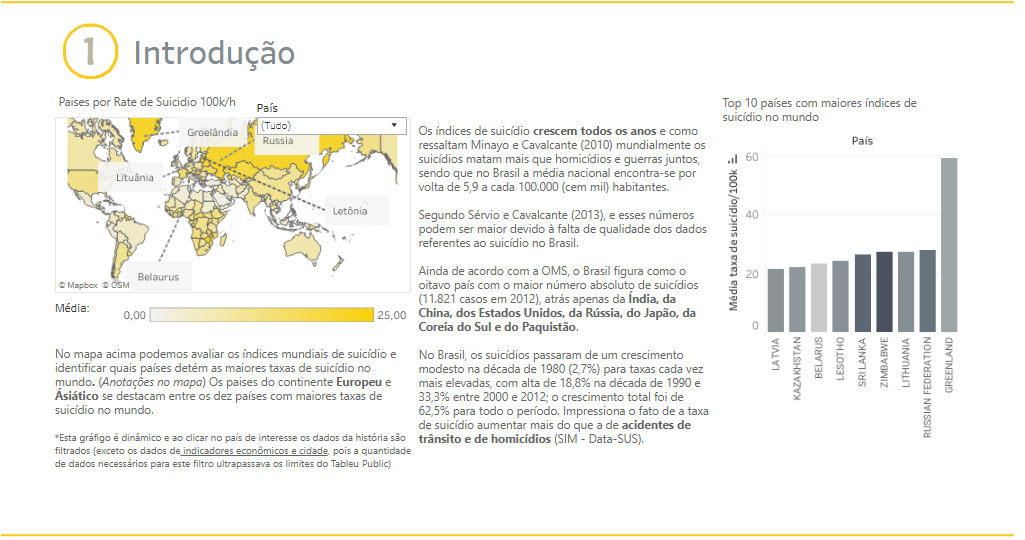 1 Introdução
Paises por Rate de Suicidio 100k/h
País
(Tudo)
Groelândia
Russia
Lituânia
Letônia
Belaurus
© Mapbox © OSM
Média:
0,00
25,00
No mapa acima podemos avaliar os índices mundiais de suicídio e
identificar quais países detém as maiores taxas de suicídio no
mundo. (Anotações no mapa) Os paises do continente Europeu e
Ásiático se destacam entre os dez países com maiores taxas de
suicídio no mundo.
*Esta gráfigo é dinâmico e ao clicar no país de interesse os dados da história são
filtrados (exceto os dados de indicadores econômicos e cidade, pois a quantidade
de dados necessários para este filtro ultrapassava os limites do Tableu Public)
Os índices de suicídio crescem todos os anos e como
ressaltam Minayo e Cavalcante (2010) mundialmente os
suicídios matam mais que homicídios e guerras juntos,
sendo que no Brasil a média nacional encontra-se por
volta de 5,9 a cada 100.000 (cem mil) habitantes.
Segundo Sérvio e Cavalcante (2013), e esses números
podem ser maior devido à falta de qualidade dos dados
referentes ao suicídio no Brasil.
Ainda de acordo com a OMS, o Brasil figura como o
oitavo país com o maior número absoluto de suicídios
(11.821 casos em 2012), atrás apenas da Índia, da
China, dos Estados Unidos, da Rússia, do Japão, da
Coreia do Sul e do Paquistão.
No Brasil, os suicídios passaram de um crescimento
modesto na década de 1980 (2,7%) para taxas cada vez
mais elevadas, com alta de 18,8% na década de 1990 e
33,3% entre 2000 e 2012; o crescimento total foi de
62,5% para todo o período. Impressiona o fato de a taxa
de suicídio aumentar mais do que a de acidentes de
trânsito e de homicídios (SIM - Data-SUS).
Top 10 países com maiores índices de
suicídio no mundo
País
Média taxa de suicídio/100k
60
40
20
0
LATVIA
KAZAKHSTAN
BELARUS
LESOTHO
SRI LANKA
ZIMBABWE
LITHUANIA
RUSSIAN FEDERATION
GREENLAND